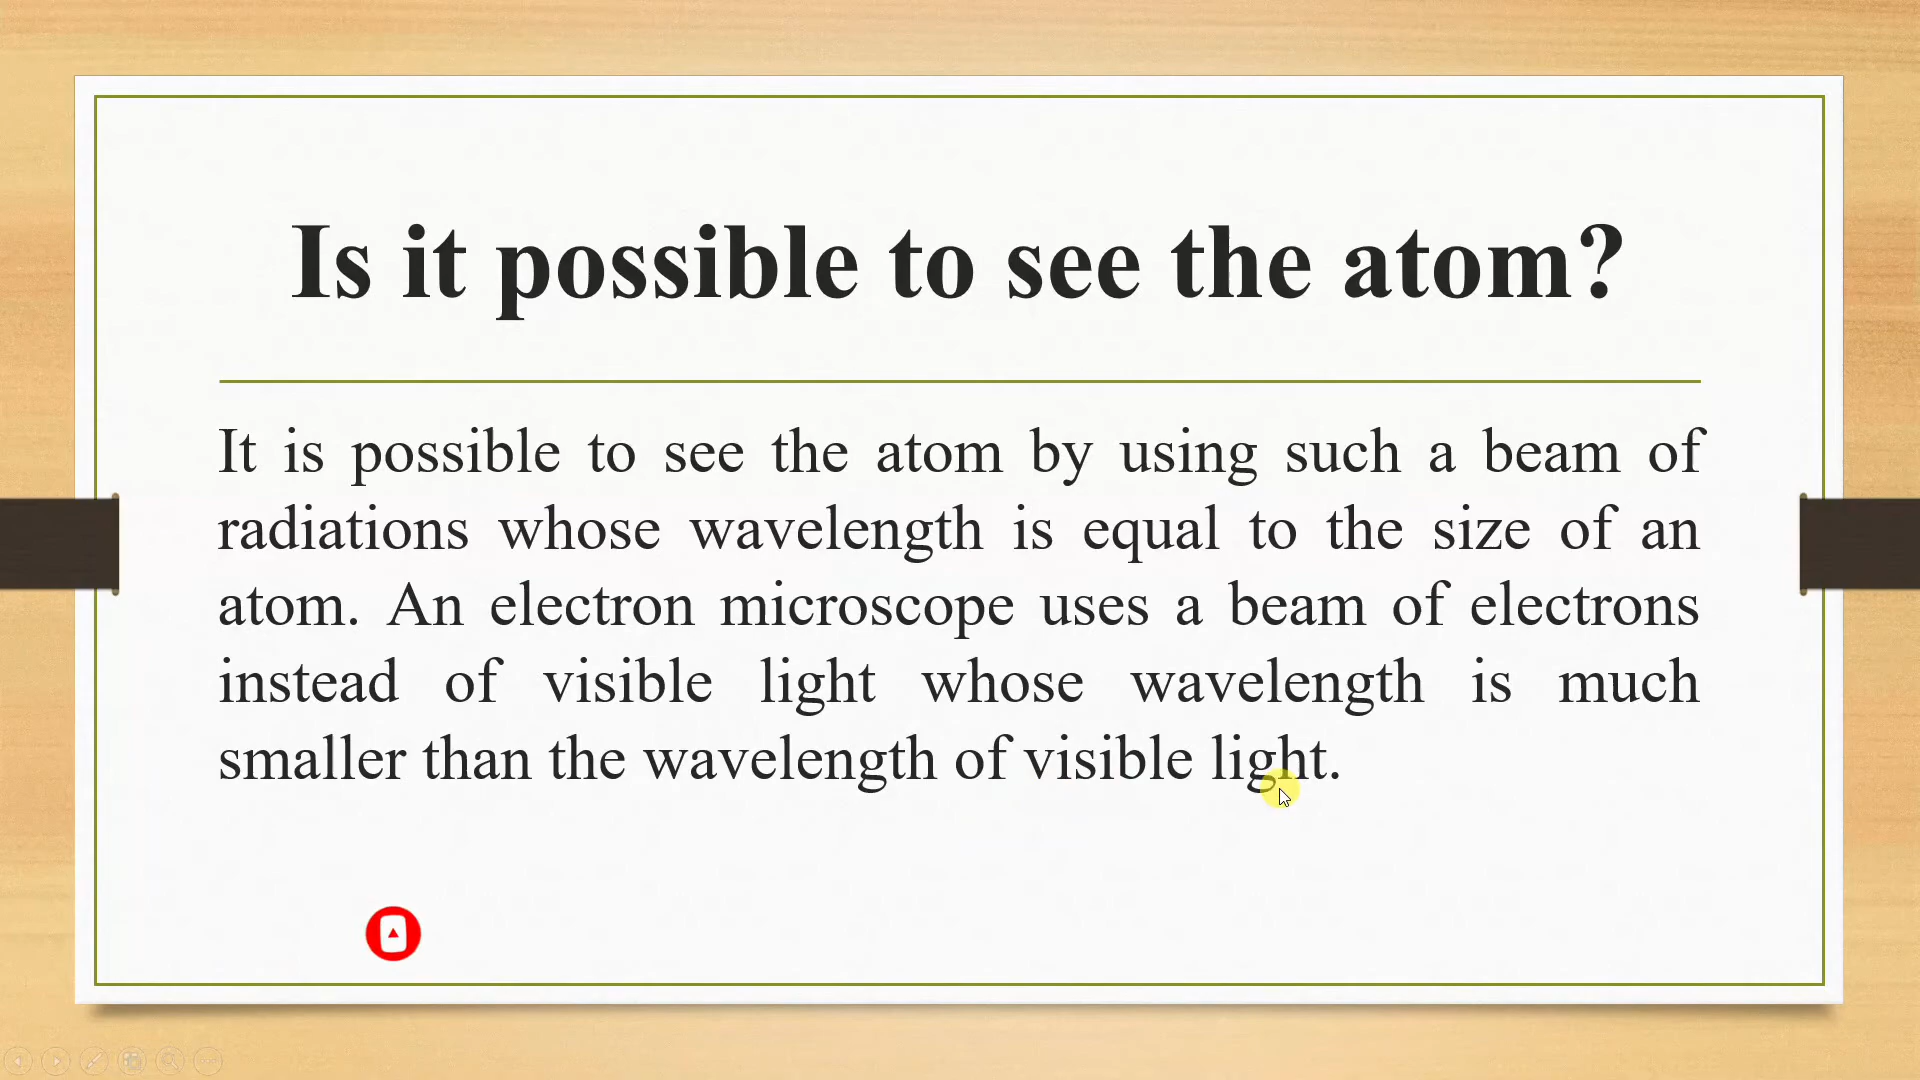 Is it possible to see the atom?
It is possible to see the atom by using such a beam of
radiations whose wavelength is equal to the size of an
atom. An electron microscope uses a beam of electrons
instead of visible light whose wavelength is much
smaller than the wavelength of visible light.